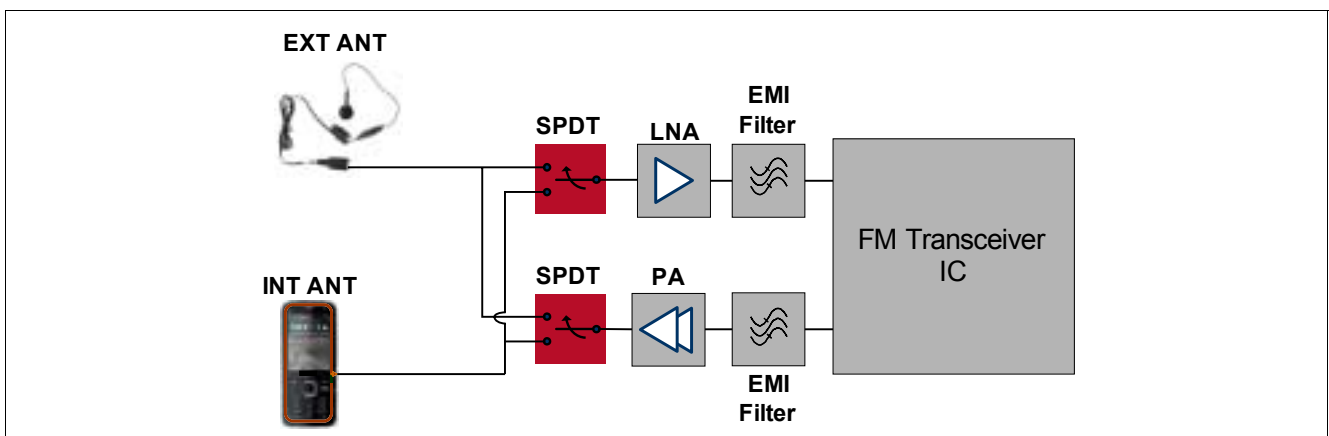 EXT ANT
EMI
Filter
SPDT
LNA
FM Transceiver
IC
INT ANT
SPDT
PA
EMI
Filter